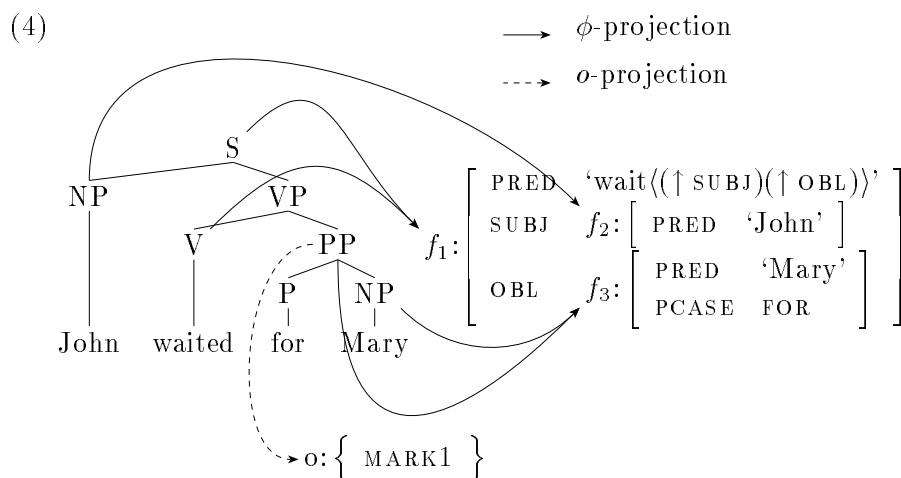 (4)
ϕ-projection
o-projection
S
NP VP
V PP
P NP
John waited for Mary
f₁: [ PRED ‘wait⟨(↑ SUBJ)(↑ OBL)⟩’
SUBJ f₂: [ PRED ‘John’ ]
OBL f₃: [ PRED ‘Mary’
PCASE FOR ] ]
o: { MARK1 }